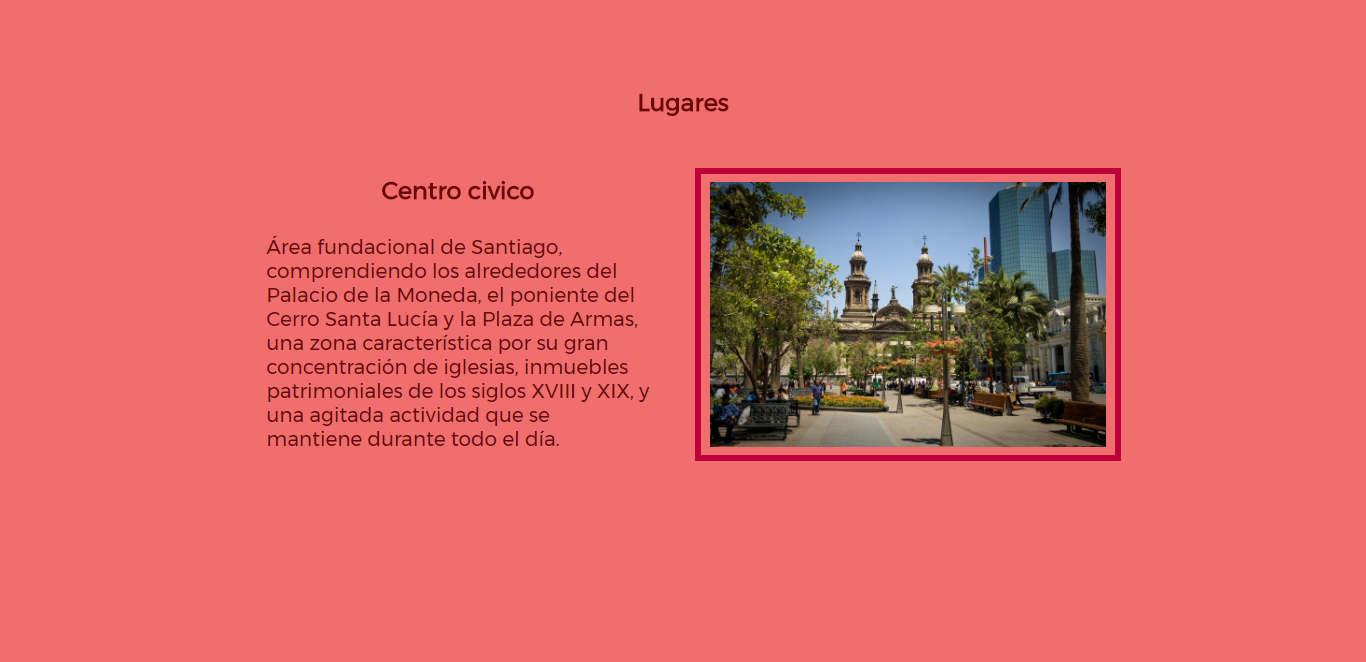 Lugares
Centro civico
Área fundacional de Santiago,
comprendiendo los alrededores del
Palacio de la Moneda, el poniente del
Cerro Santa Lucía y la Plaza de Armas,
una zona característica por su gran
concentración de iglesias, inmuebles
patrimoniales de los siglos XVIII y XIX, y
una agitada actividad que se
mantiene durante todo el día.